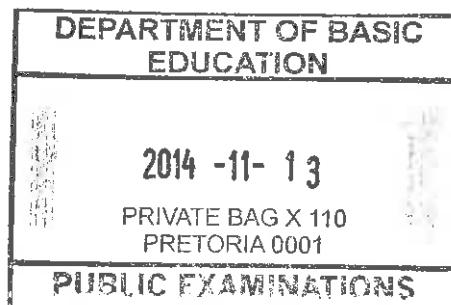 DEPARTMENT OF BASIC
EDUCATION
2014 -11- 13
PRIVATE BAG X 110
PRETORIA 0001
PUBLIC EXAMINATIONS